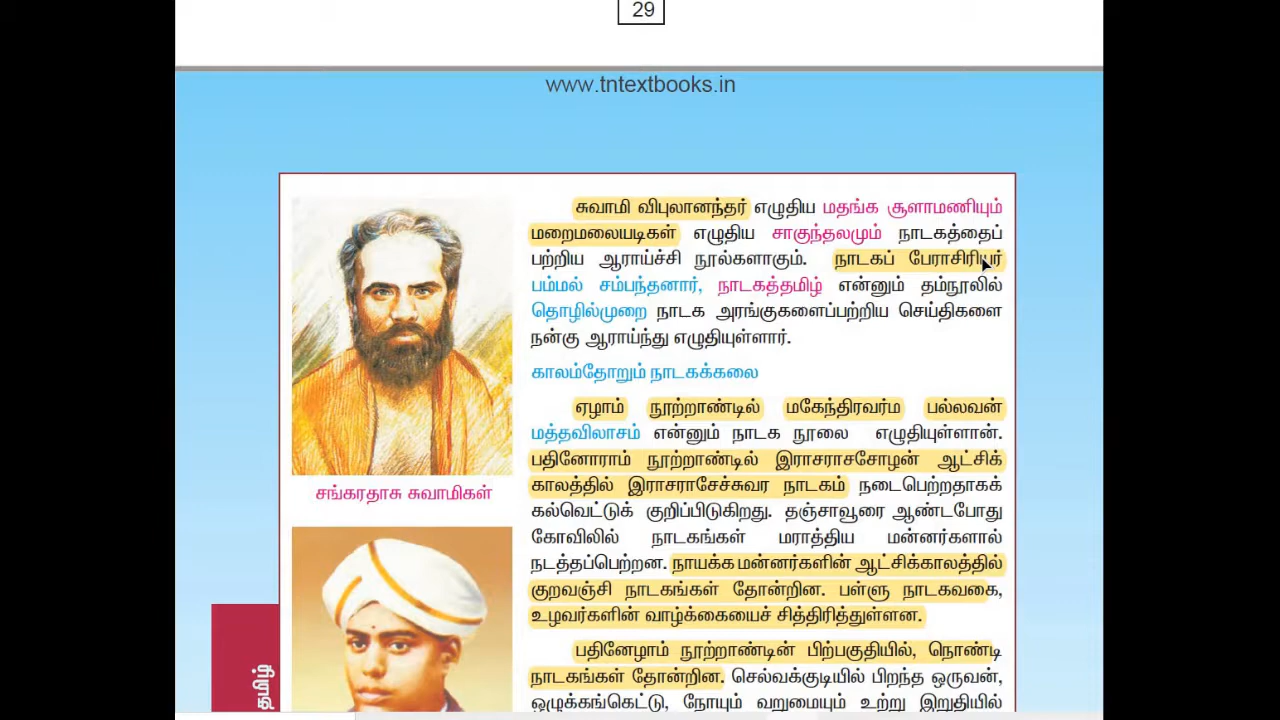 29
www.tntextbooks.in
சுவாமி விபுலானந்தர் எழுதிய மதங்க சூளாமணியும்
மறைமலையடிகள் எழுதிய சாகுந்தலமும் நாடகத்தைப்
பற்றிய ஆராய்ச்சி நூல்களாகும். நாடகப் பேராசிரியர்
பம்மல் சம்பந்தனார், நாடகத்தமிழ் என்னும் தம்நூலில்
தொழில்முறை நாடக அரங்குகளைப்பற்றிய செய்திகளை
நன்கு ஆராய்ந்து எழுதியுள்ளார்.
காலம்தோறும் நாடகக்கலை
ஏழாம் நூற்றாண்டில் மகேந்திரவர்ம பல்லவன்
மத்தவிலாசம் என்னும் நாடக நூலை எழுதியுள்ளான்.
பதினோராம் நூற்றாண்டில் இராசராசசோழன் ஆட்சிக்
காலத்தில் இராசராசேச்சுவர நாடகம் நடைபெற்றதாகக்
கல்வெட்டுக் குறிப்பிடுகிறது. தஞ்சாவூரை ஆண்டபோது
கோவிலில் நாடகங்கள் மராத்திய மன்னர்களால்
நடத்தப்பெற்றன. நாயக்க மன்னர்களின் ஆட்சிக்காலத்தில்
குறவஞ்சி நாடகங்கள் தோன்றின. பள்ளு நாடகவகை,
உழவர்களின் வாழ்க்கையைச் சித்திரித்துள்ளன.
பதினேழாம் நூற்றாண்டின் பிற்பகுதியில், நொண்டி
நாடகங்கள் தோன்றின. செல்வக்குடியில் பிறந்த ஒருவன்,
ஒழுக்கங்கெட்டு, நோயும் வறுமையும் உற்று இறுதியில்
சங்கரதாசு சுவாமிகள்
தமிழ்